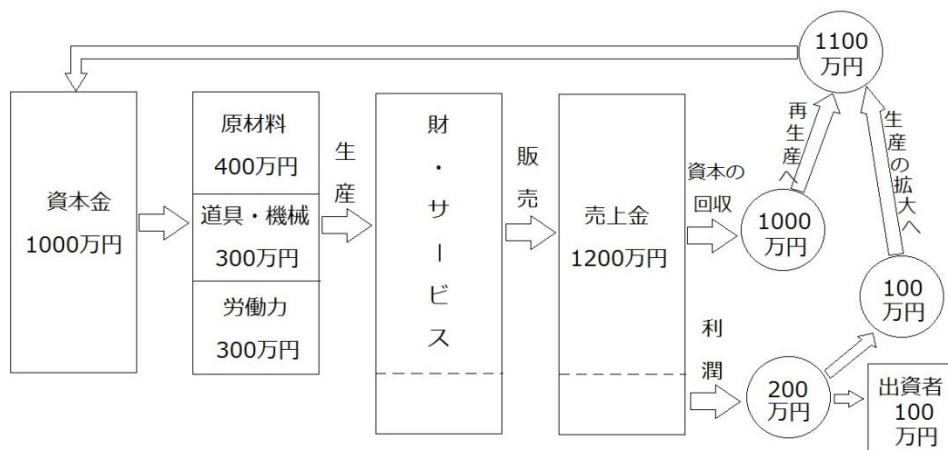 資本金
1000万円
原材料
400万円
道具・機械
300万円
労働力
300万円
生産
財・サービス
販売
売上金
1200万円
資本の
回収
1000
万円
再生産へ
1100
万円
利潤
200
万円
100
万円
生産の拡大へ
出資者
100
万円